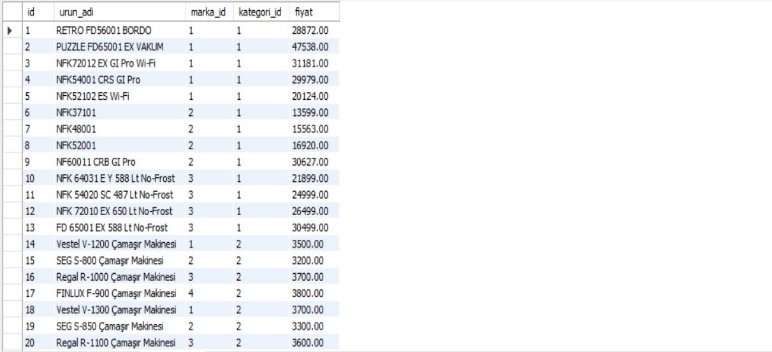 id urun_adi marka_id kategori_id fiyat
1 RETRO FD56001 BORDO 1 1 28872.00
2 PUZZLE FD65001 EX VAKUM 1 1 47538.00
3 NFK72012 EX GI Pro Wi-Fi 1 1 31181.00
4 NFK54001 CRS GI Pro 1 1 29979.00
5 NFK52102 ES Wi-Fi 1 1 20124.00
6 NFK37101 2 1 13599.00
7 NFK48001 2 1 15563.00
8 NFK52001 2 1 16920.00
9 NF60011 CRB GI Pro 2 1 30627.00
10 NFK 64031 E Y 588 Lt No-Frost 3 1 21899.00
11 NFK 54020 SC 487 Lt No-Frost 3 1 24999.00
12 NFK 72010 EX 650 Lt No-Frost 3 1 26499.00
13 FD 65001 EX 588 Lt No-Frost 3 1 30499.00
14 Vestel V-1200 Çamaşır Makinesi 1 2 3500.00
15 SEG S-800 Çamaşır Makinesi 2 2 3200.00
16 Regal R-1000 Çamaşır Makinesi 3 2 3700.00
17 FINLUX F-900 Çamaşır Makinesi 4 2 3800.00
18 Vestel V-1300 Çamaşır Makinesi 1 2 3700.00
19 SEG S-850 Çamaşır Makinesi 2 2 3300.00
20 Regal R-1100 Çamaşır Makinesi 3 2 3600.00